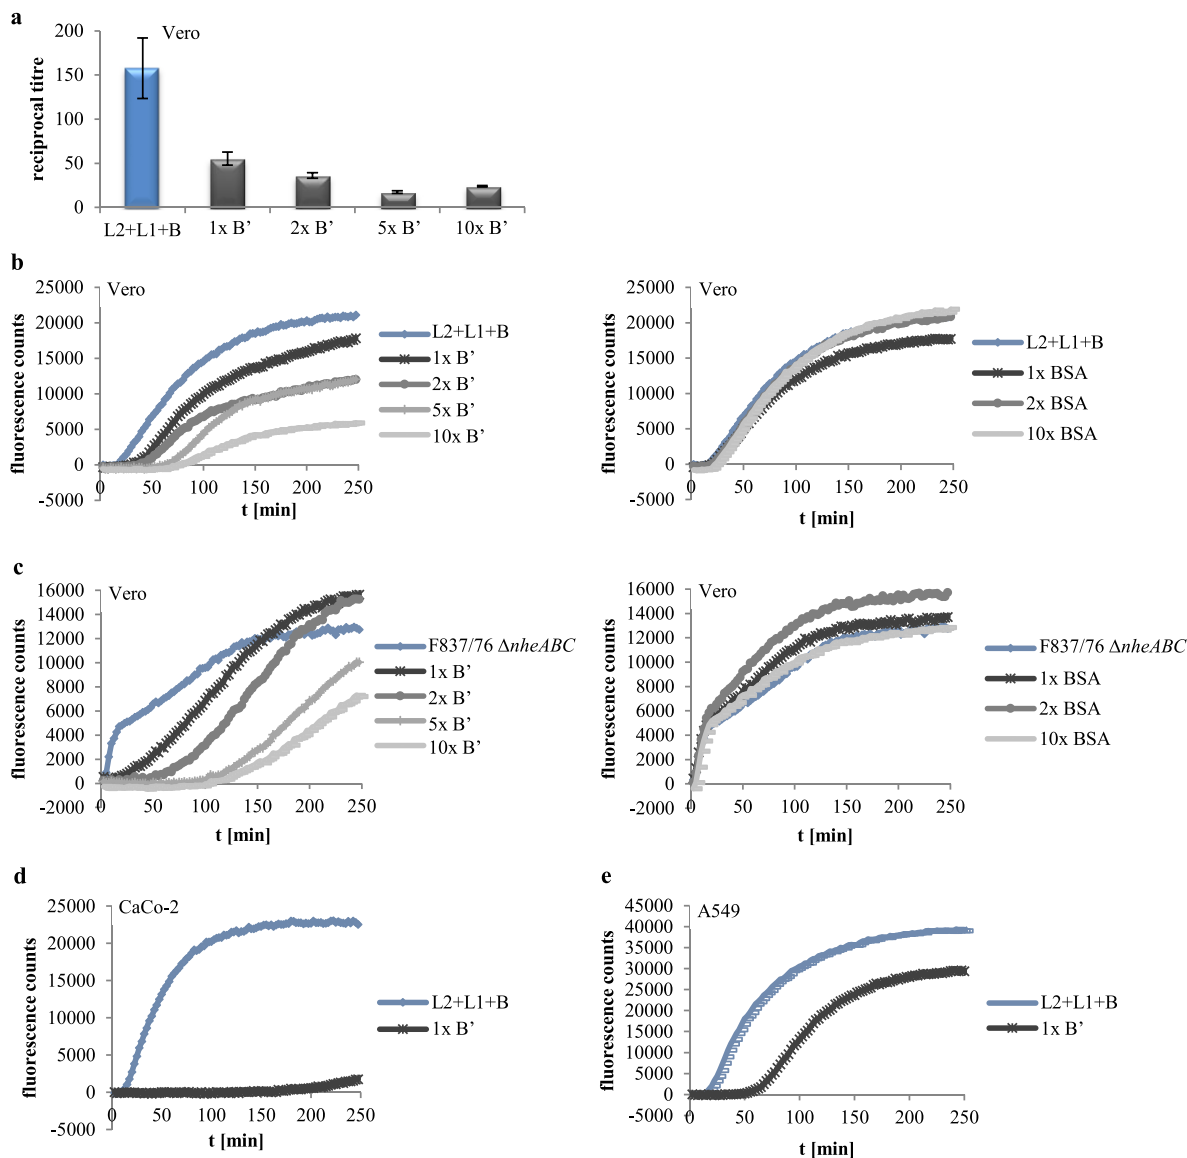 a
Vero
reciprocal titre
200
150
100
50
0
L2+L1+B
1x B’
2x B’
5x B’
10x B’
b
Vero
fluorescence counts
25000
20000
15000
10000
5000
0
-5000
0
50
100
150
200
250
t [min]
L2+L1+B
1x B’
2x B’
5x B’
10x B’
Vero
fluorescence counts
25000
20000
15000
10000
5000
0
-5000
0
50
100
150
200
250
t [min]
L2+L1+B
1x BSA
2x BSA
10x BSA
c
Vero
fluorescence counts
16000
14000
12000
10000
8000
6000
4000
2000
0
-2000
0
50
100
150
200
250
t [min]
F837/76 ΔnheABC
1x B’
2x B’
5x B’
10x B’
Vero
fluorescence counts
16000
14000
12000
10000
8000
6000
4000
2000
0
-2000
0
50
100
150
200
250
t [min]
F837/76 ΔnheABC
1x BSA
2x BSA
10x BSA
d
CaCo-2
fluorescence counts
25000
20000
15000
10000
5000
0
-5000
0
50
100
150
200
250
t [min]
L2+L1+B
1x B’
e
A549
fluorescence counts
45000
40000
35000
30000
25000
20000
15000
10000
5000
0
-5000
0
50
100
150
200
250
t [min]
L2+L1+B
1x B’